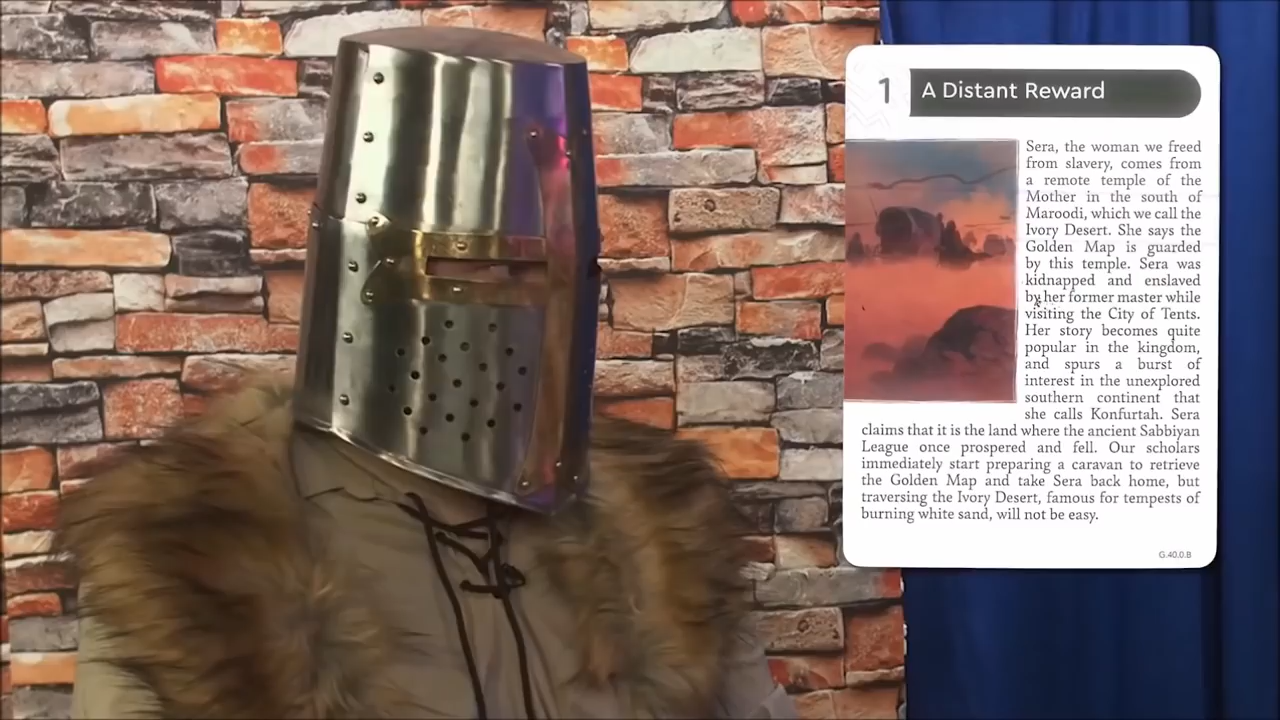 1
A Distant Reward
Sera, the woman we freed
from slavery, comes from
a remote temple of the
Mother in the south of
Maroodi, which we call the
Ivory Desert. She says the
Golden Map is guarded
by this temple. Sera was
kidnapped and enslaved
by her former master while
visiting the City of Tents.
Her story becomes quite
popular in the kingdom,
and spurs a burst of
interest in the unexplored
southern continent that
she calls Konfurtah. Sera
claims that it is the land where the ancient Sabbiyan
League once prospered and fell. Our scholars
immediately start preparing a caravan to retrieve
the Golden Map and take Sera back home, but
traversing the Ivory Desert, famous for tempests of
burning white sand, will not be easy.
G.40.0.B